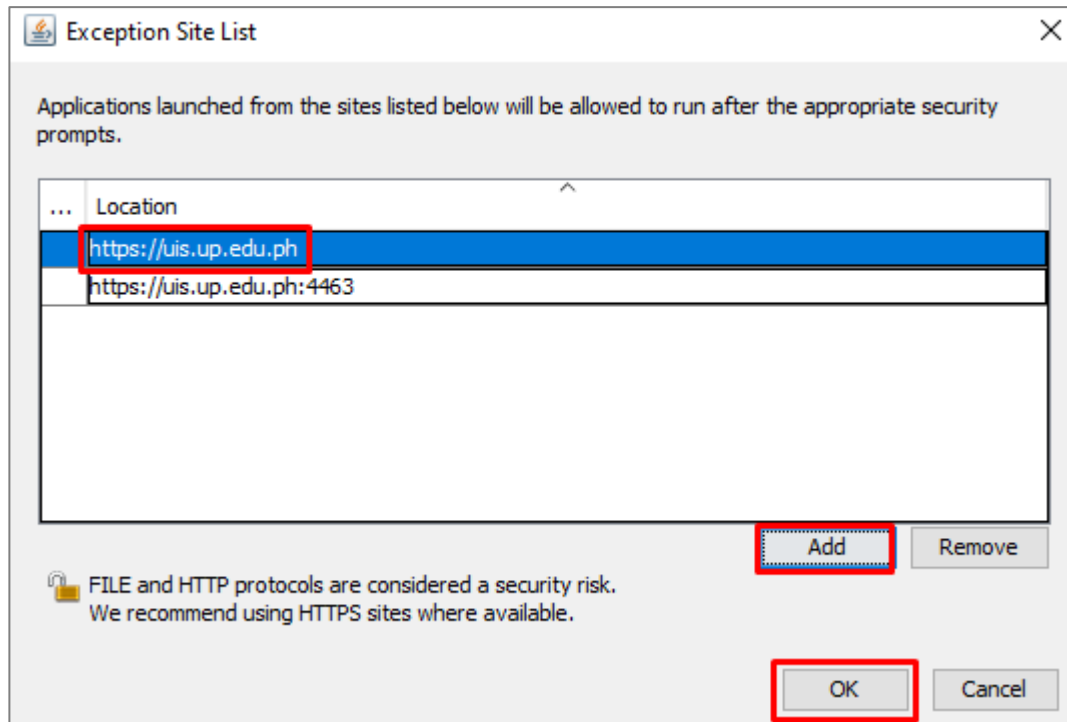 Exception Site List
Applications launched from the sites listed below will be allowed to run after the appropriate security
prompts.
... Location
https://uis.up.edu.ph
https://uis.up.edu.ph:4463
Add Remove
FILE and HTTP protocols are considered a security risk.
We recommend using HTTPS sites where available.
OK Cancel